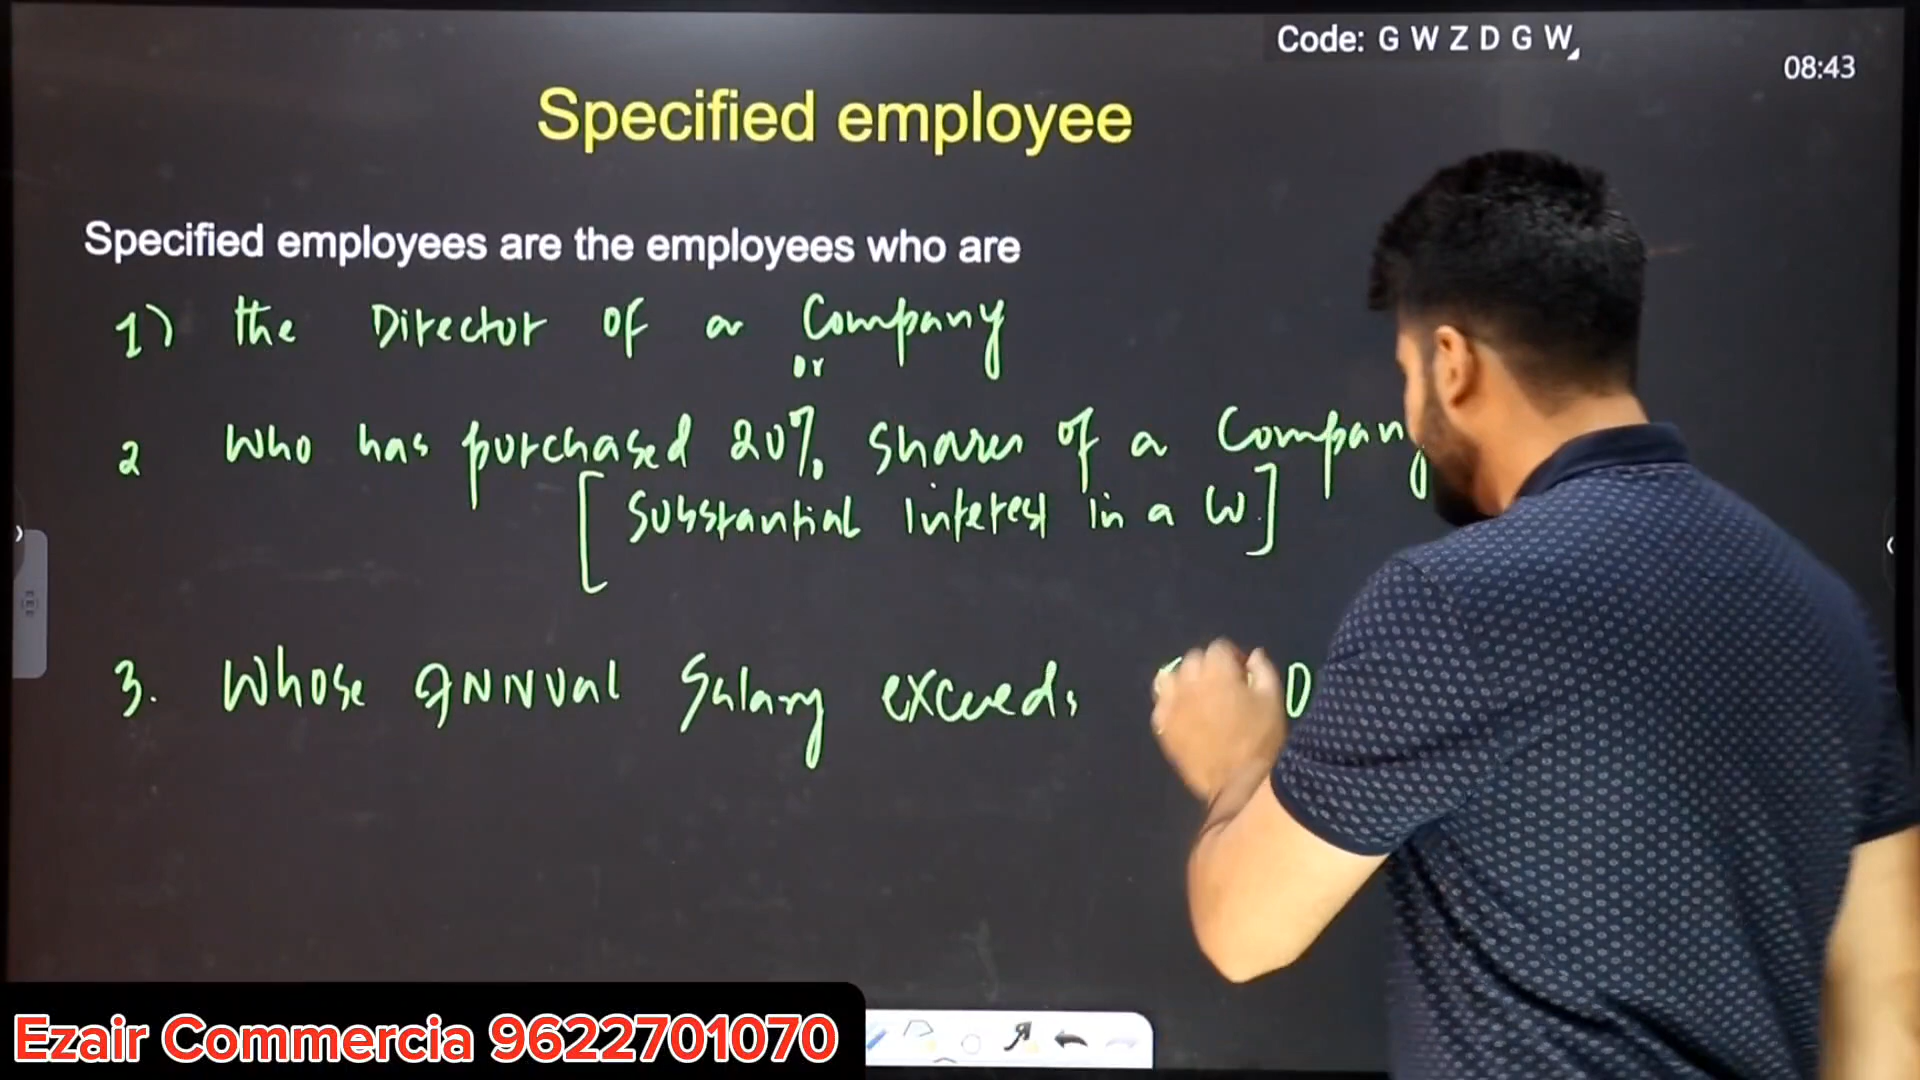 Code: G W Z D G W
08:43
Specified employee
Specified employees are the employees who are
1) the Director of a Company
or
2 Who has purchased 20% shares of a Company
[ Substantial interest in a Co.]
3. Whose Annual Salary exceeds
Ezair Commercia 9622701070